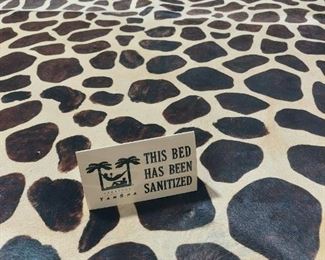 THIS BED
HAS BEEN
SANITIZED